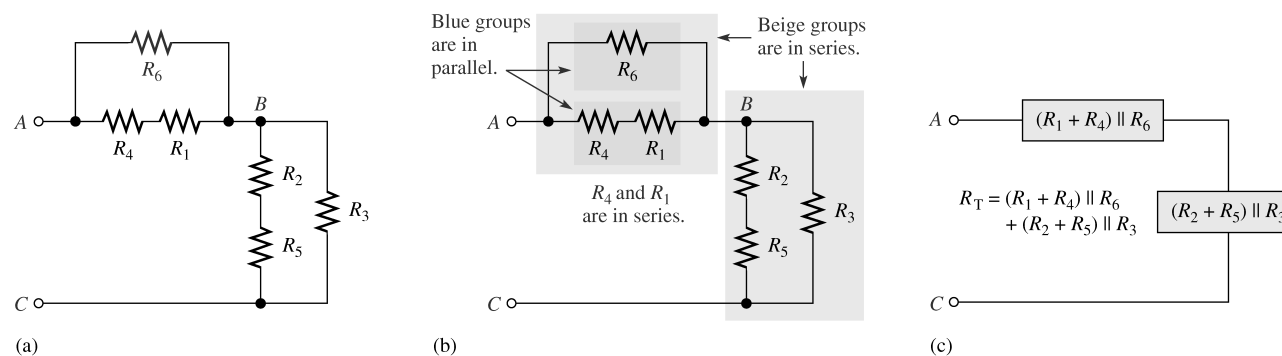 R6
A
R4
R1
B
R2
R5
R3
C
(a)
Blue groups
are in
parallel.
Beige groups
are in series.
R6
A
R4
R1
B
R4 and R1
are in series.
R2
R5
R3
C
(b)
A
(R1 + R4) || R6
RT = (R1 + R4) || R6
+ (R2 + R5) || R3
(R2 + R5) || R3
C
(c)